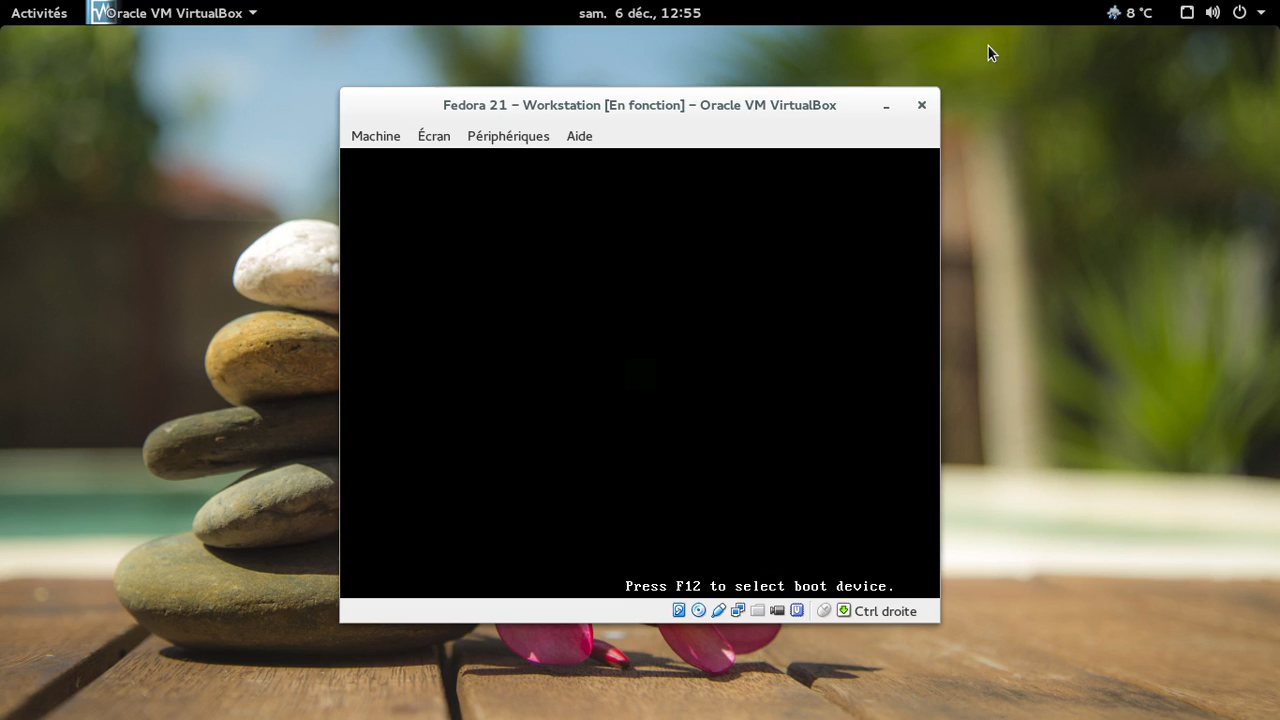 Activités Oracle VM VirtualBox sam. 6 déc., 12:55 8 °C
Fedora 21 – Workstation [En fonction] – Oracle VM VirtualBox
Machine Écran Périphériques Aide
Press F12 to select boot device.
Ctrl droite